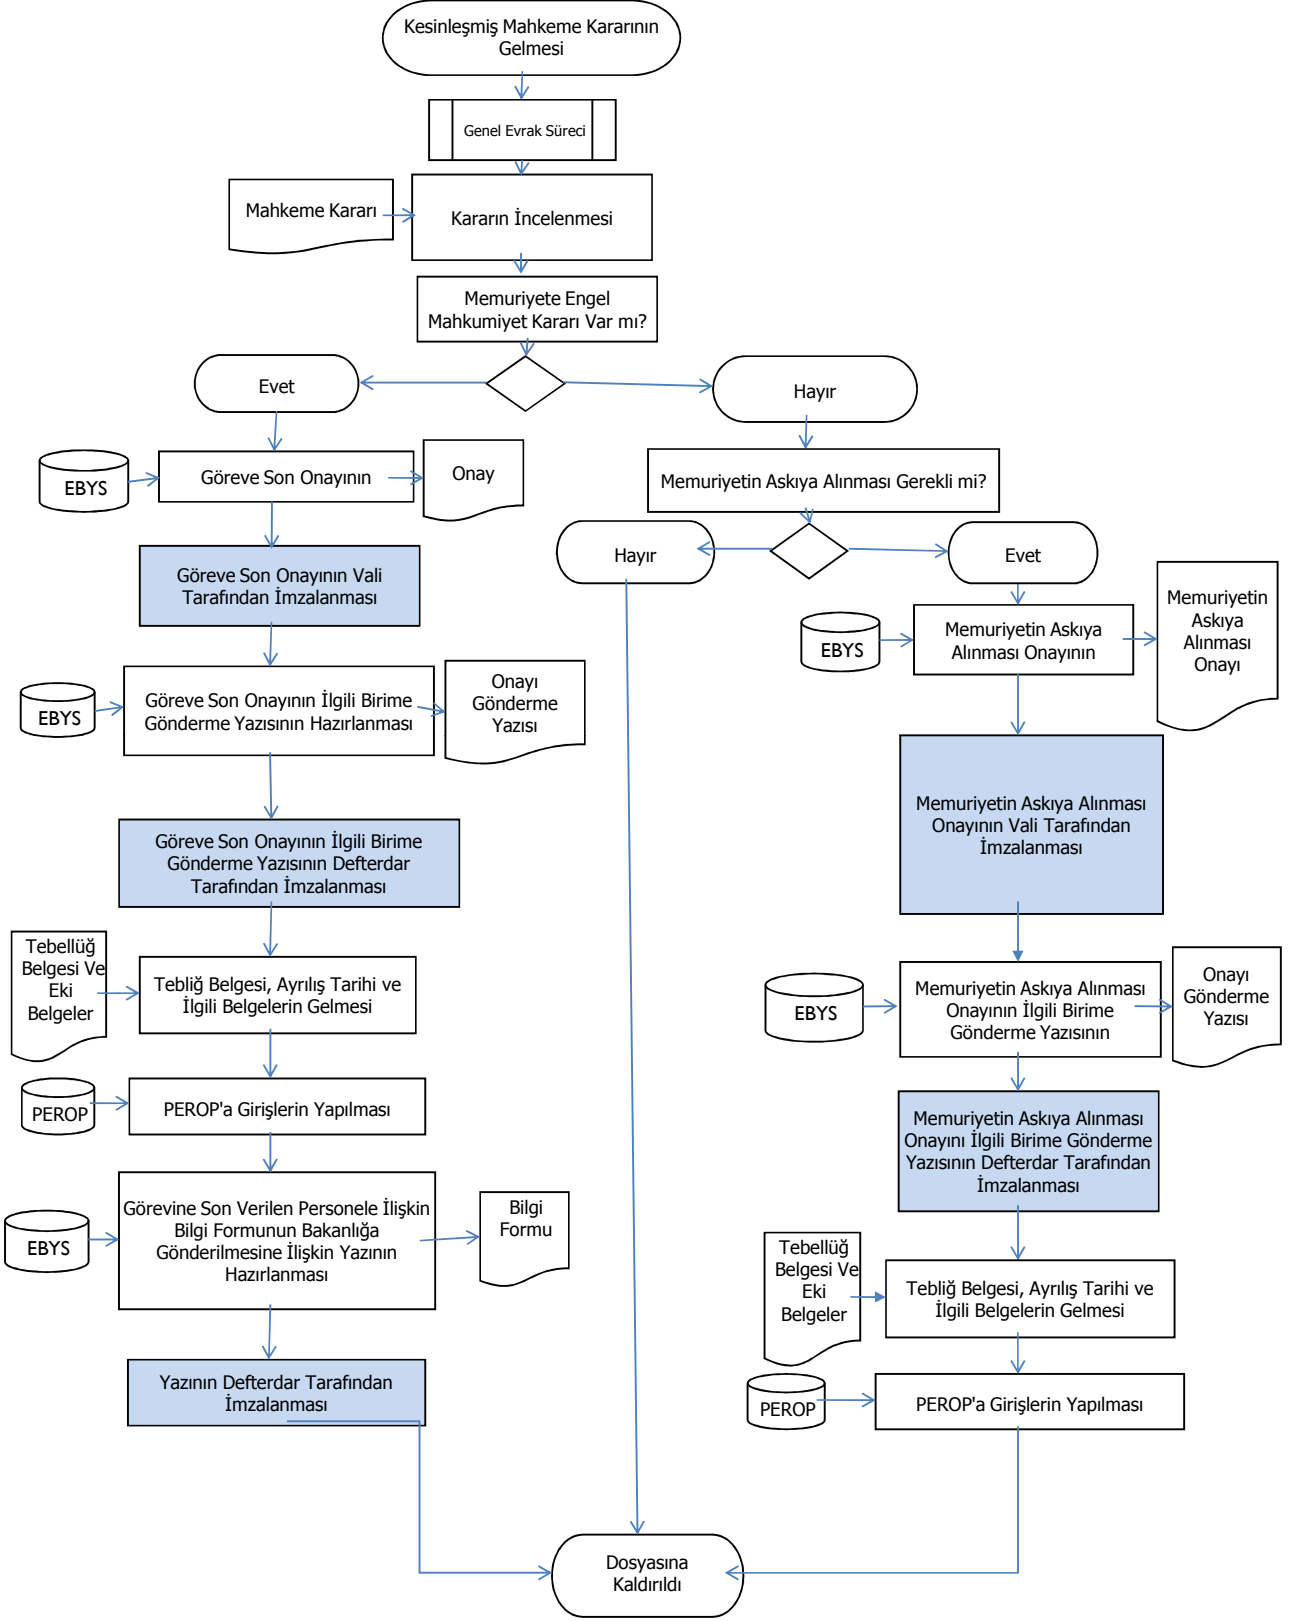 Kesinleşmiş Mahkeme Kararının
Gelmesi
Genel Evrak Süreci
Mahkeme Kararı
Kararın İncelenmesi
Memuriyete Engel
Mahkumiyet Kararı Var mı?
Evet
Hayır
EBYS
Göreve Son Onayının
Onay
Memuriyetin Askıya Alınması Gerekli mi?
Hayır
Evet
Göreve Son Onayının Vali
Tarafından İmzalanması
EBYS
Memuriyetin Askıya
Alınması Onayının
Memuriyetin
Askıya
Alınması
Onayı
EBYS
Göreve Son Onayının İlgili Birime
Gönderme Yazısının Hazırlanması
Onayı
Gönderme
Yazısı
Memuriyetin Askıya Alınması
Onayının Vali Tarafından
İmzalanması
Göreve Son Onayının İlgili Birime
Gönderme Yazısının Defterdar
Tarafından İmzalanması
Tebellüğ
Belgesi Ve
Eki
Belgeler
Tebliğ Belgesi, Ayrılış Tarihi ve
İlgili Belgelerin Gelmesi
EBYS
Memuriyetin Askıya Alınması
Onayının İlgili Birime
Gönderme Yazısının
Onayı
Gönderme
Yazısı
PEROP
PEROP'a Girişlerin Yapılması
Memuriyetin Askıya Alınması
Onayını İlgili Birime Gönderme
Yazısının Defterdar Tarafından
İmzalanması
EBYS
Görevine Son Verilen Personele İlişkin
Bilgi Formunun Bakanlığa
Gönderilmesine İlişkin Yazının
Hazırlanması
Bilgi
Formu
Tebellüğ
Belgesi Ve
Eki
Belgeler
Tebliğ Belgesi, Ayrılış Tarihi ve
İlgili Belgelerin Gelmesi
Yazının Defterdar Tarafından
İmzalanması
PEROP
PEROP'a Girişlerin Yapılması
Dosyasına
Kaldırıldı